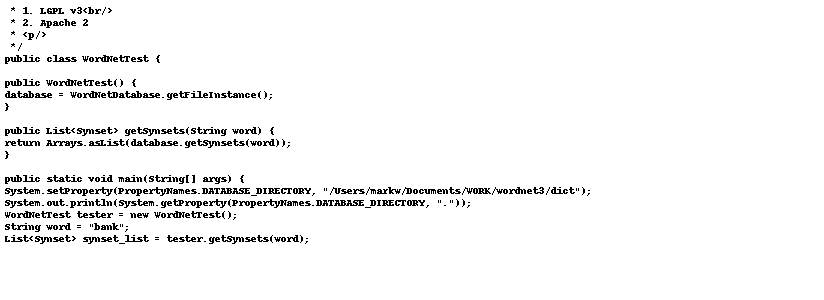 * 1. LGPL v3<br/>
* 2. Apache 2
* <p/>
*/
public class WordNetTest {
public WordNetTest() {
database = WordNetDatabase.getFileInstance();
}
public List<Synset> getSynsets(String word) {
return Arrays.asList(database.getSynsets(word));
}
public static void main(String[] args) {
System.setProperty(PropertyNames.DATABASE_DIRECTORY, "/Users/markw/Documents/WORK/wordnet3/dict");
System.out.println(System.getProperty(PropertyNames.DATABASE_DIRECTORY, "."));
WordNetTest tester = new WordNetTest();
String word = "bank";
List<Synset> synset_list = tester.getSynsets(word);